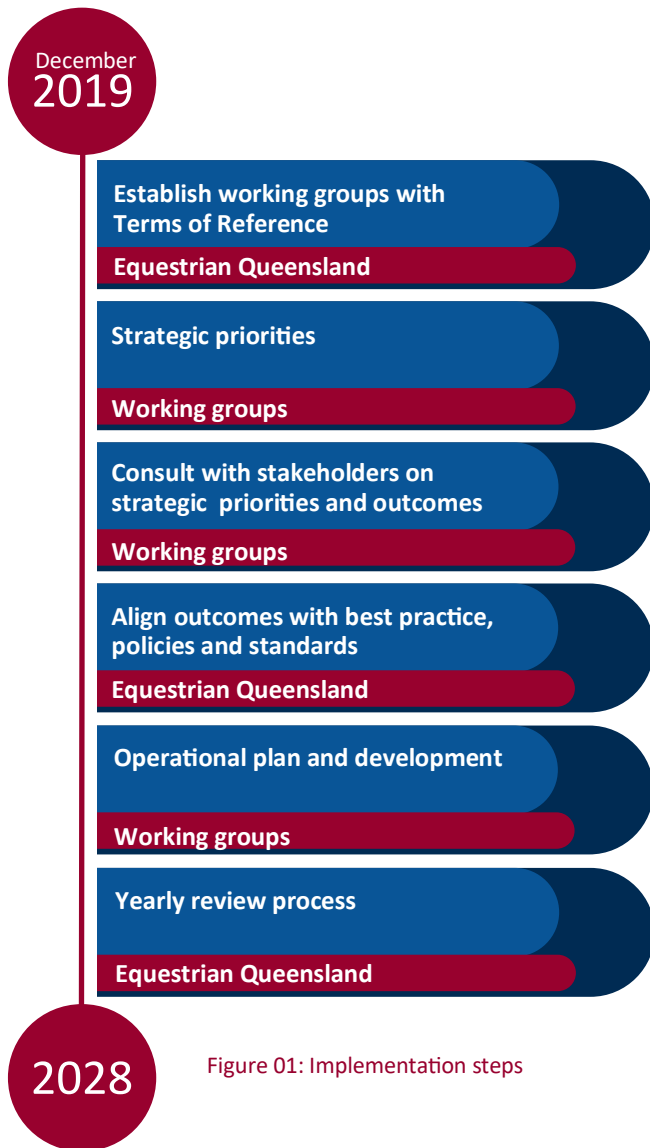 December
2019
Establish working groups with
Terms of Reference
Equestrian Queensland
Strategic priorities
Working groups
Consult with stakeholders on
strategic priorities and outcomes
Working groups
Align outcomes with best practice,
policies and standards
Equestrian Queensland
Operational plan and development
Working groups
Yearly review process
Equestrian Queensland
2028
Figure 01: Implementation steps